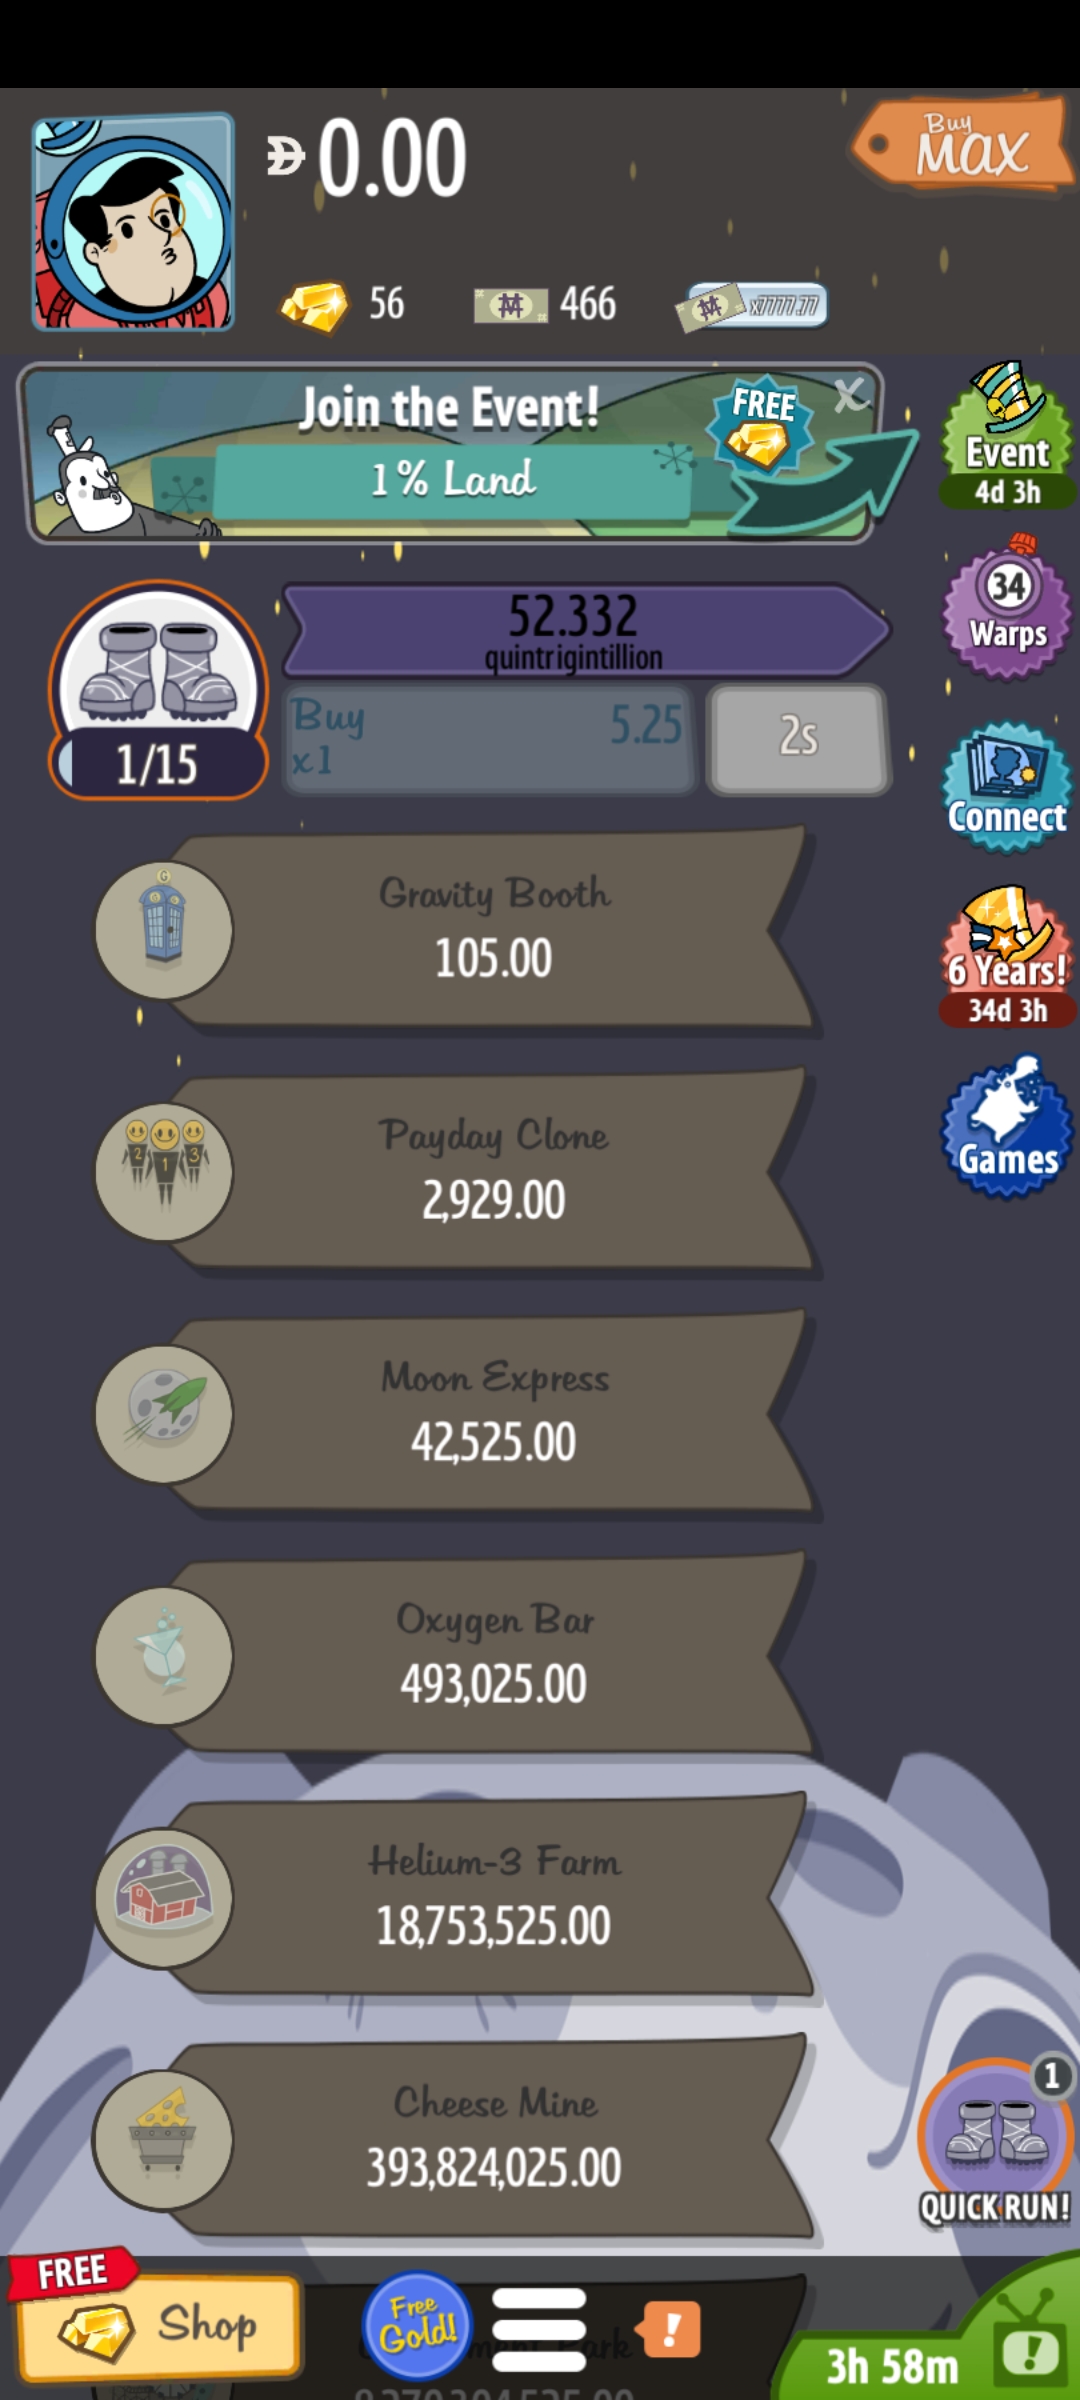 0.00
Buy
MAX
56
466
x7777.77
Join the Event!
FREE
X
1% Land
Event
4d 3h
34
Warps
52.332
quintrigintillion
Buy
x1
5.25
2s
1/15
Connect
Gravity Booth
105.00
6 Years!
34d 3h
Payday Clone
2,929.00
Games
Moon Express
42,525.00
Oxygen Bar
493,025.00
Helium-3 Farm
18,753,525.00
Cheese Mine
393,824,025.00
1
QUICK RUN!
FREE
Shop
Free
Gold!
!
3h 58m
!